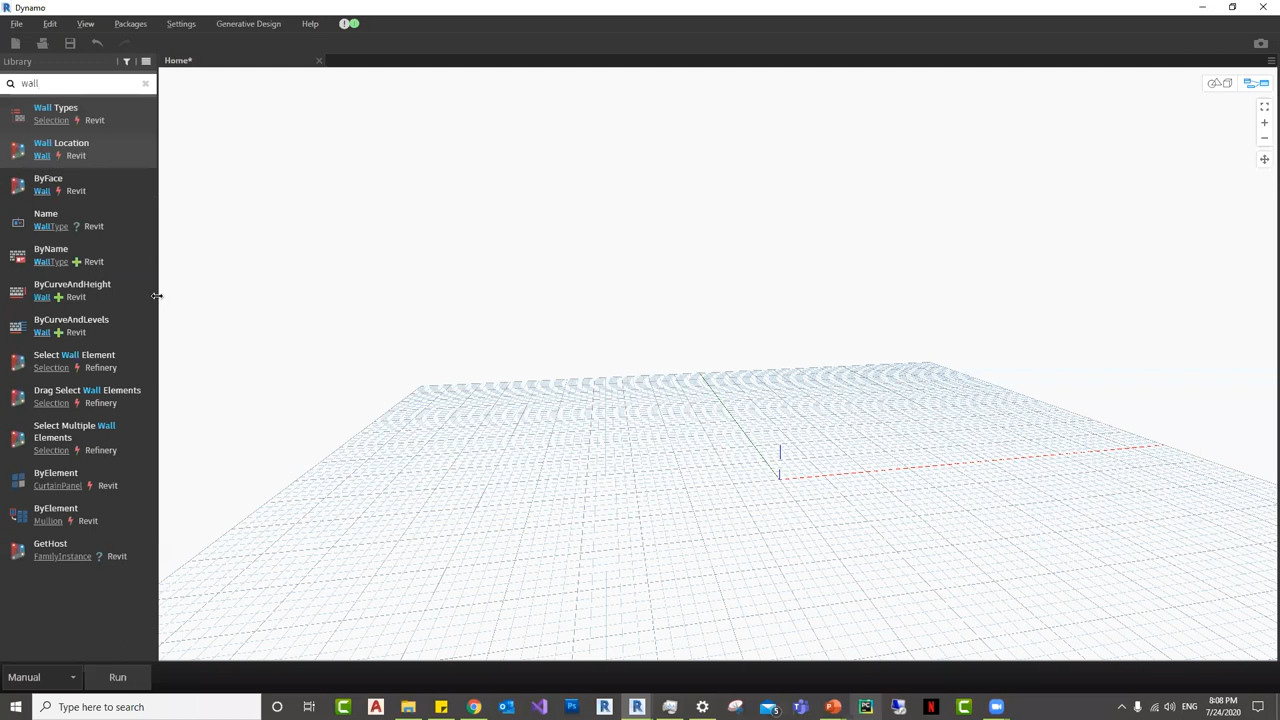 Dynamo
File Edit View Packages Settings Generative Design Help
Library
Home*
wall
Wall Types
Selection Revit
Wall Location
Wall Revit
ByFace
Wall Revit
Name
WallType ? Revit
ByName
WallType Revit
ByCurveAndHeight
Wall Revit
ByCurveAndLevels
Wall Revit
Select Wall Element
Selection Refinery
Drag Select Wall Elements
Selection Refinery
Select Multiple Wall
Elements
Selection Refinery
ByElement
CurtainPanel Revit
ByElement
Mullion Revit
GetHost
FamilyInstance ? Revit
Manual Run
Type here to search
8:08 PM
7/24/2020